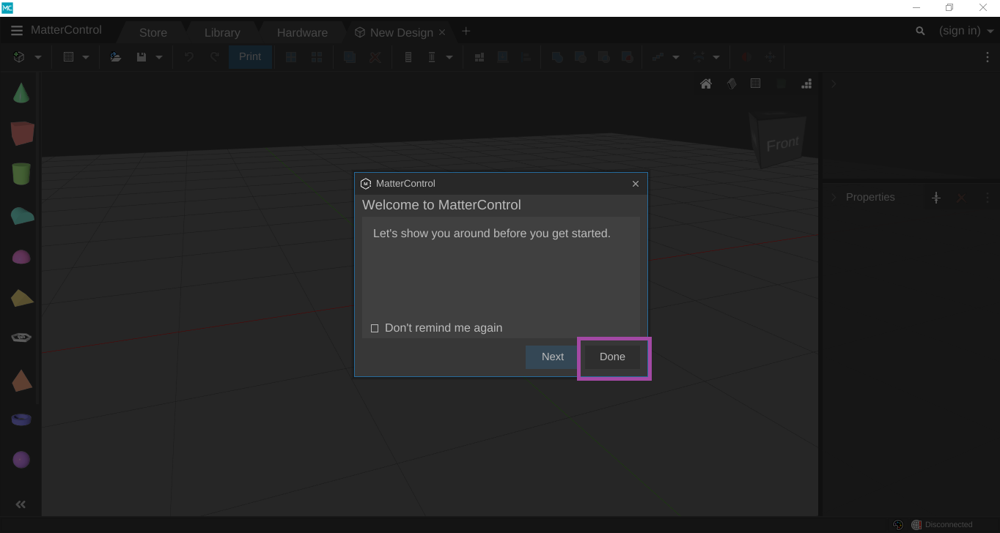 MC
MatterControl
Store
Library
Hardware
New Design
(sign in)
Print
Front
MatterControl
Welcome to MatterControl
Let's show you around before you get started.
Don't remind me again
Next
Done
Properties
Disconnected